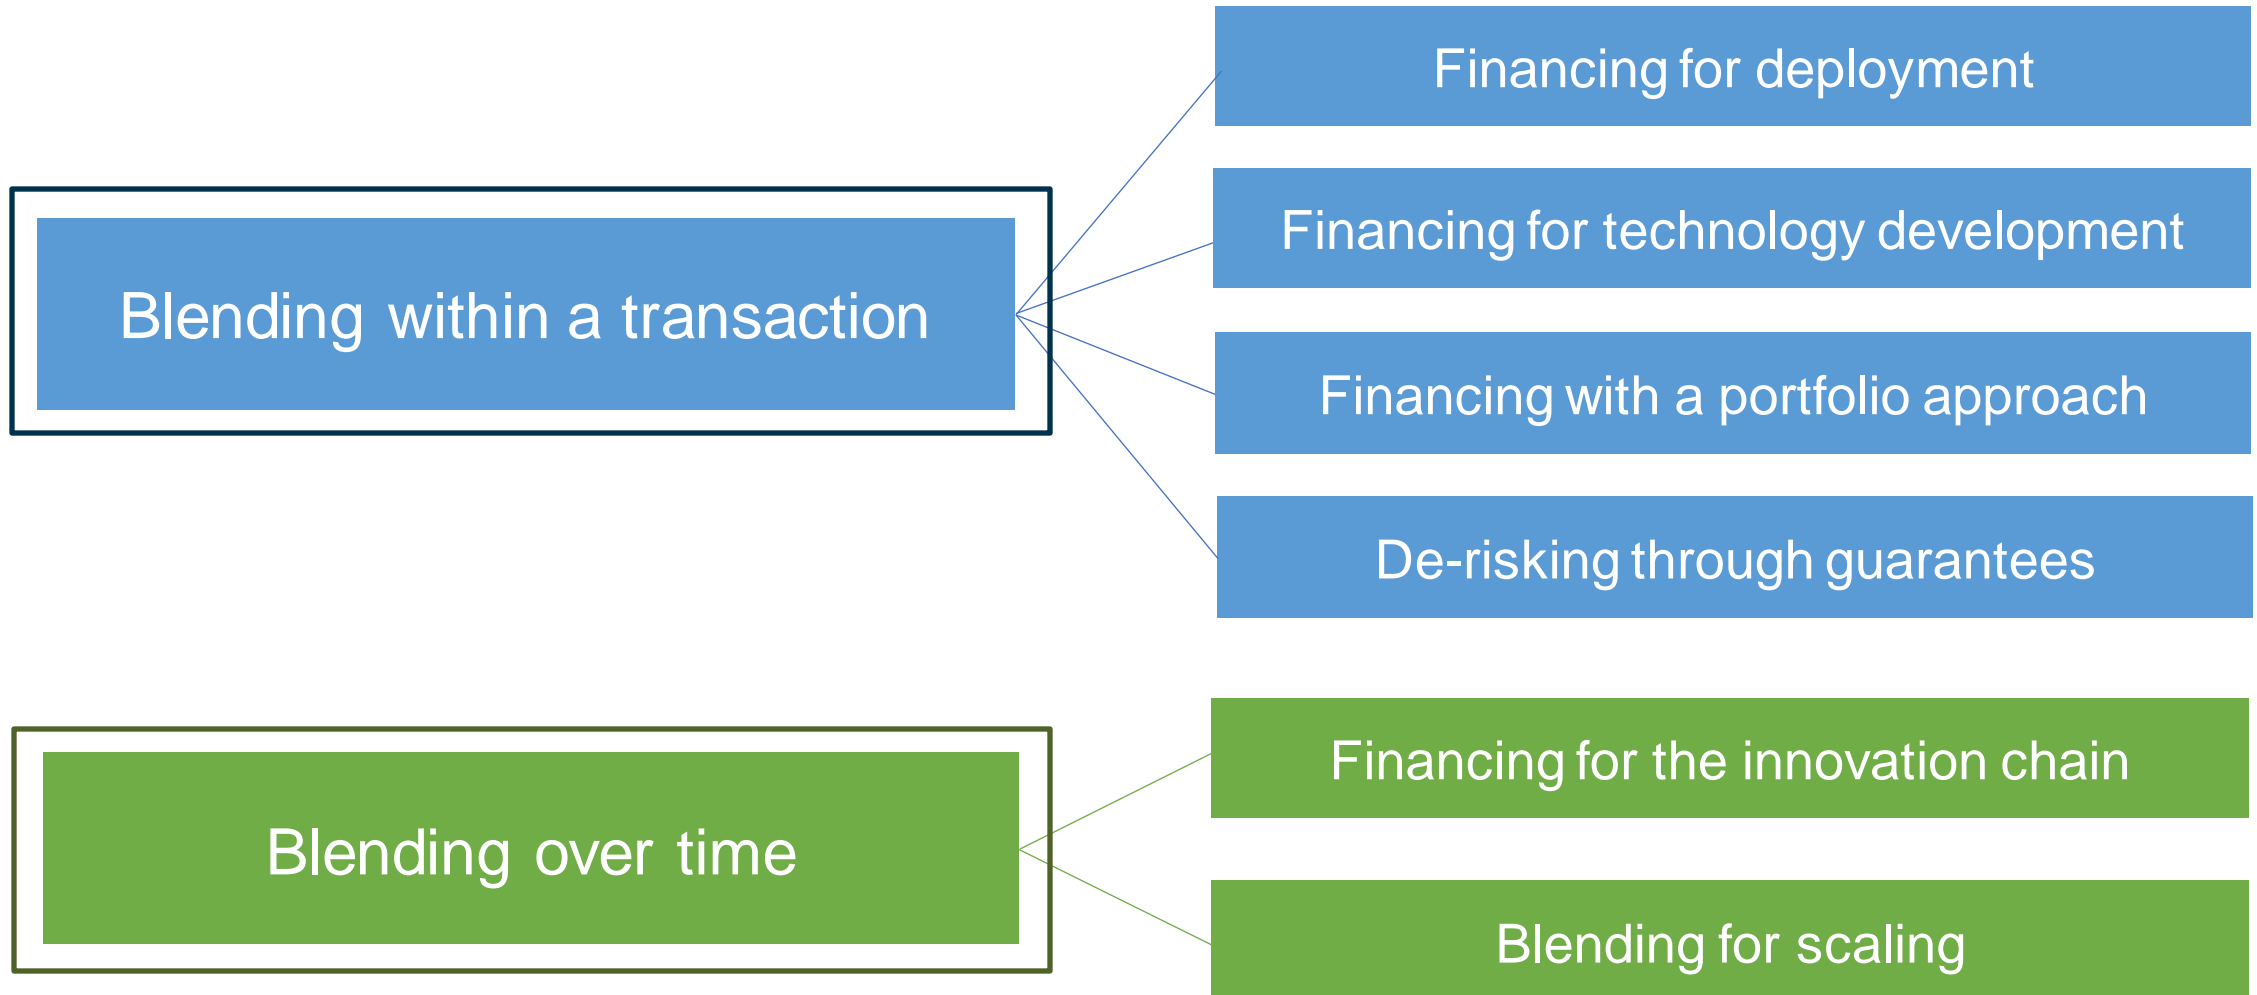 Blending within a transaction
Financing for deployment
Financing for technology development
Financing with a portfolio approach
De-risking through guarantees
Blending over time
Financing for the innovation chain
Blending for scaling